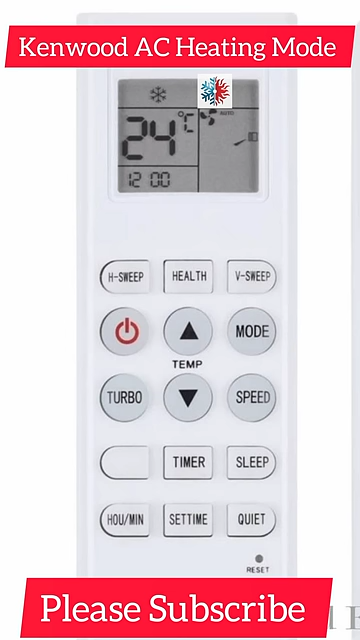 Kenwood AC Heating Mode
24°C
AUTO
12 00
H-SWEEP HEALTH V-SWEEP
MODE
TEMP
TURBO SPEED
TIMER SLEEP
HOU/MIN SETTIME QUIET
RESET
Please Subscribe